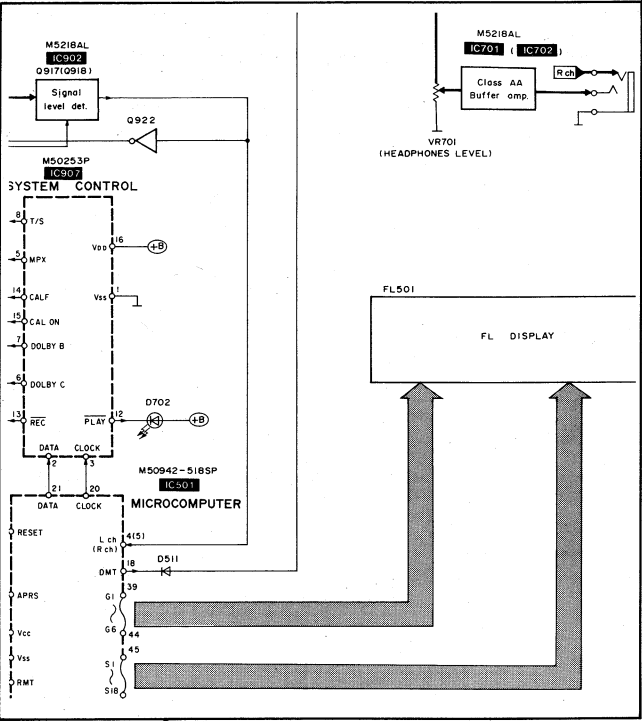 M5218AL
IC902
Q917(Q918)
Signal
level det.
Q922
M5218AL
IC701 ( IC702 )
R ch
Class AA
Buffer amp.
VR701
(HEADPHONES LEVEL)
M50253P
IC907
SYSTEM CONTROL
8 T/S
16
VDD
+B
5 MPX
14 CALF
1
Vss
15 CAL ON
7 DOLBY B
6 DOLBY C
13 REC
PLAY
12
D702
+B
DATA
2
CLOCK
3
FL501
FL DISPLAY
M50942-518SP
IC501
MICROCOMPUTER
21
DATA
20
CLOCK
RESET
L ch
(R ch)
4(5)
DMT
18
D511
APRS
39
G1
G6
44
Vcc
45
Vss
S1
RMT
S18